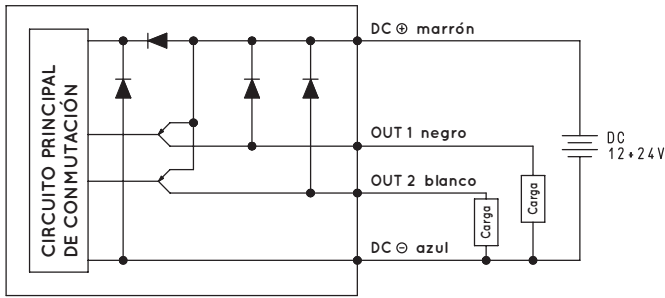 CIRCUITO PRINCIPAL
DE CONMUTACIÓN
DC ⊕ marrón
OUT 1 negro
OUT 2 blanco
DC ⊖ azul
Carga
Carga
DC
12÷24V